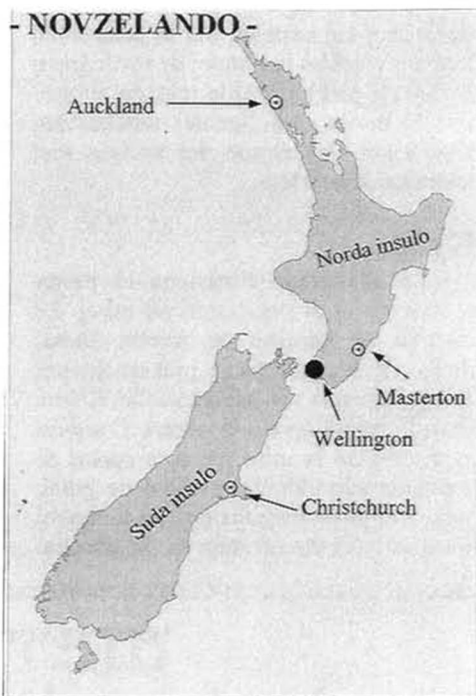 - NOVZELANDO -
Auckland
Norda insulo
Masterton
Wellington
Suda insulo
Christchurch